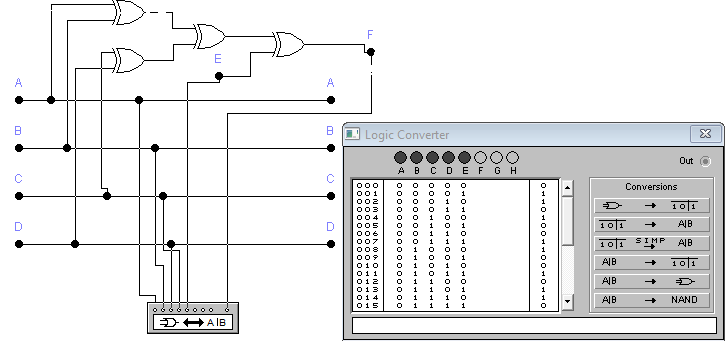 F
E
A A
B B
C C
D D
A|B
Logic Converter
Out
A B C D E F G H
000 0 0 0 0 0 0
001 0 0 0 0 1 1
002 0 0 0 1 0 1
003 0 0 0 1 1 0
004 0 0 1 0 0 1
005 0 0 1 0 1 0
006 0 0 1 1 0 0
007 0 0 1 1 1 1
008 0 1 0 0 0 1
009 0 1 0 0 1 0
010 0 1 0 1 0 0
011 0 1 0 1 1 1
012 0 1 1 0 0 0
013 0 1 1 0 1 1
014 0 1 1 1 0 1
015 0 1 1 1 1 0
Conversions
→ 1 0|1
1 0|1 → A|B
1 0|1 SIMP → A|B
A|B → 1 0|1
A|B →
A|B → NAND